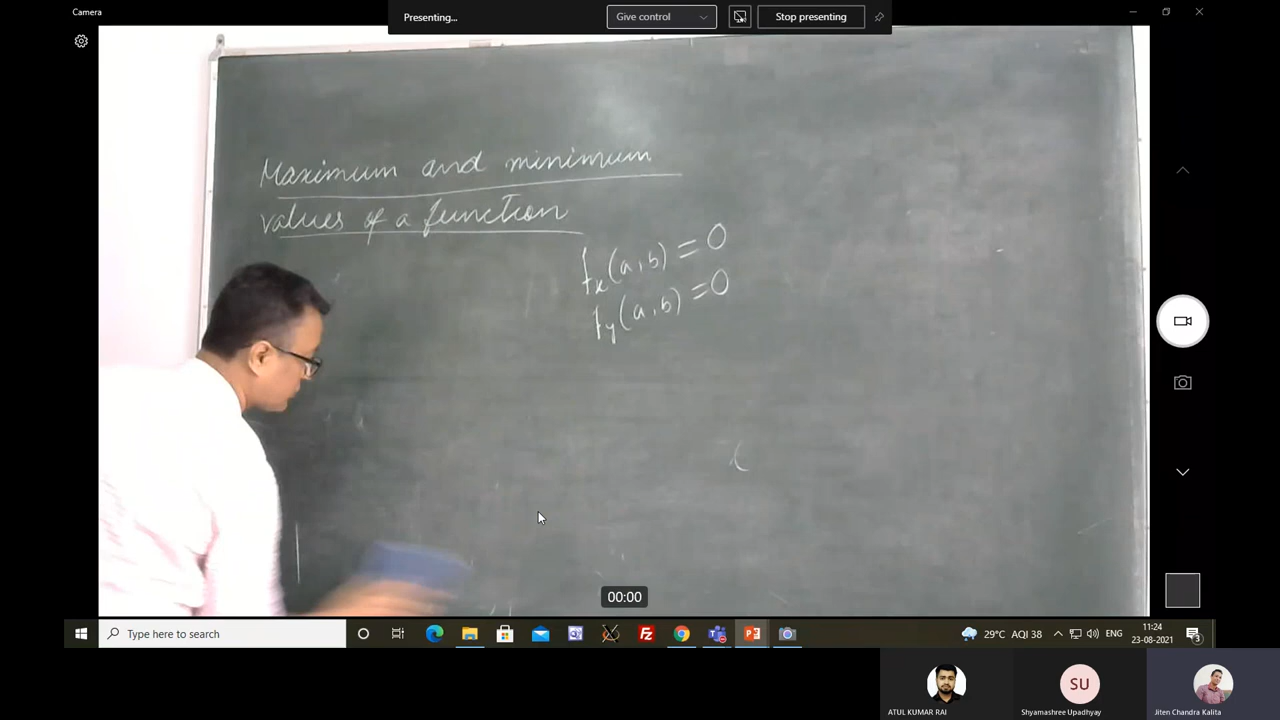 Camera
Presenting...
Give control
Stop presenting
Maximum and minimum
values of a function
fx(a,b) = 0
fy(a,b) = 0
(
00:00
Type here to search
29°C AQI 38
ENG
11:24
23-08-2021
3
SU
ATUL KUMAR RAI
Shyamashree Upadhyay
Jiten Chandra Kalita